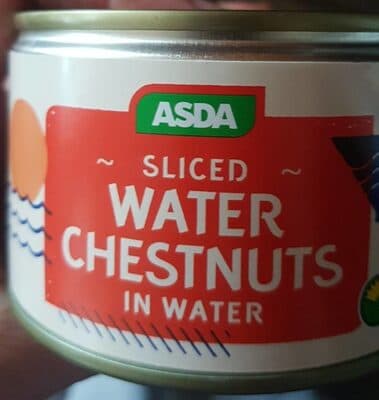 ASDA
~ SLICED ~
WATER
CHESTNUTS
IN WATER